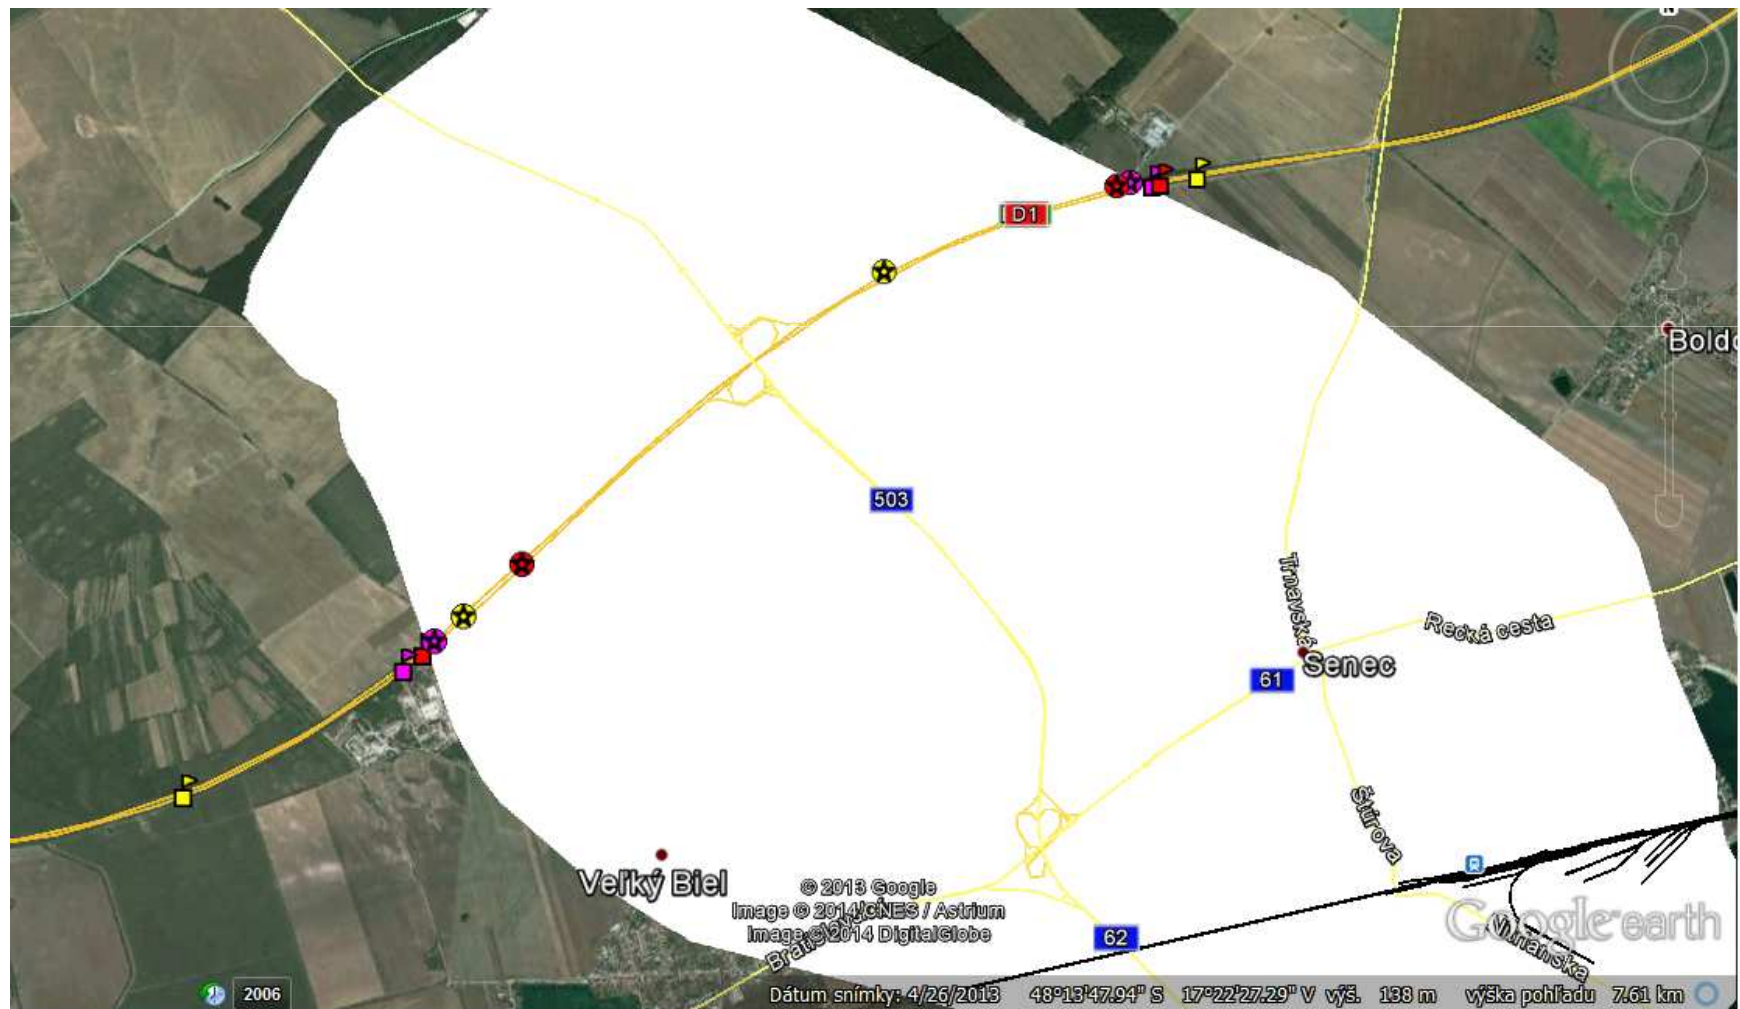 N
D1
Boldo
503
Trnavská
Recká cesta
Senec
61
Štúrova
Veľký Biel
© 2013 Google
Image © 2014 CNES / Astrium
Image © 2014 DigitalGlobe
62
Google earth
2006
Dátum snímky: 4/26/2013 48°13'47.94" S 17°22'27.29" V výš. 138 m výška pohľadu 7.61 km